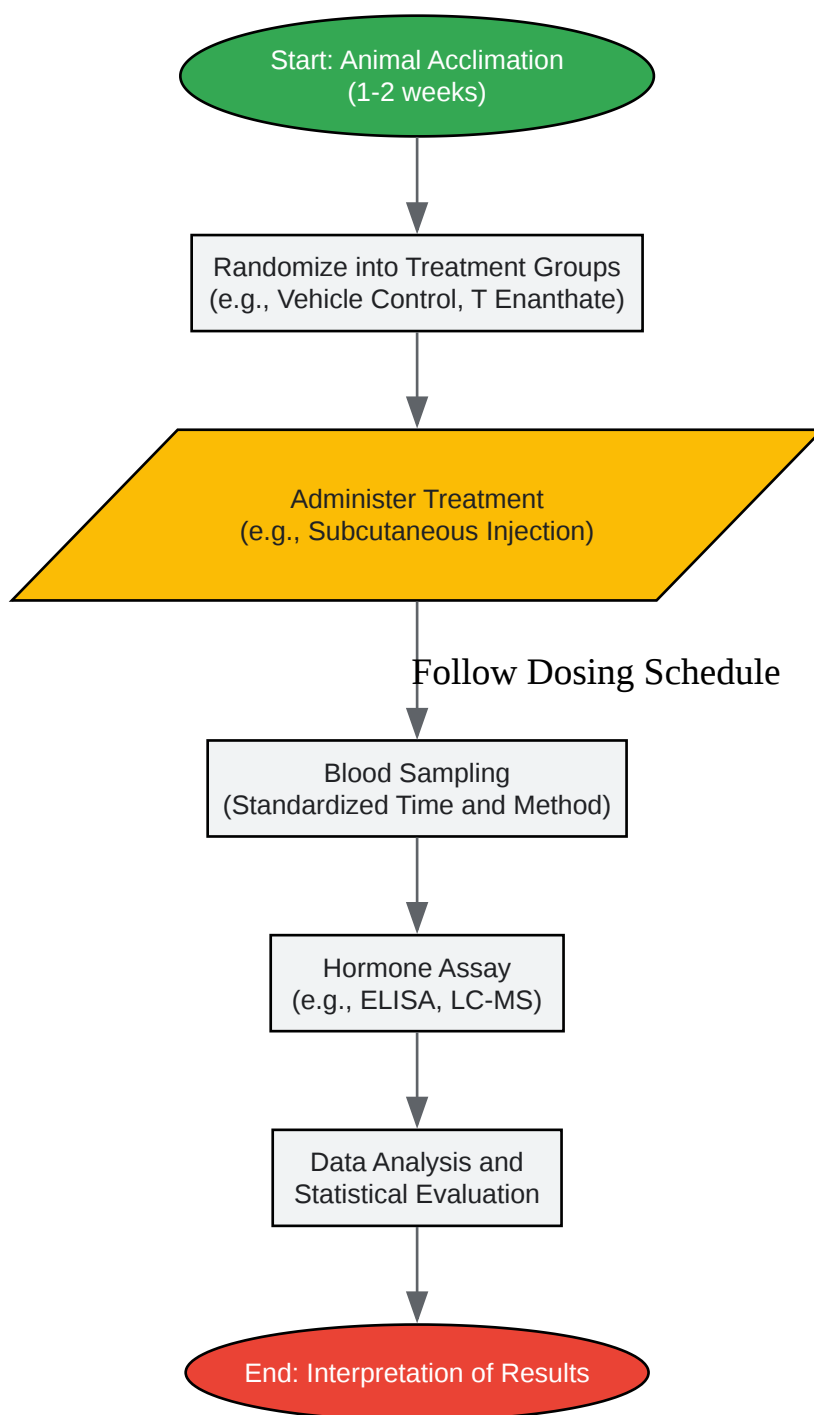 Start: Animal Acclimation
(1-2 weeks)
Randomize into Treatment Groups
(e.g., Vehicle Control, T Enanthate)
Administer Treatment
(e.g., Subcutaneous Injection)
Follow Dosing Schedule
Blood Sampling
(Standardized Time and Method)
Hormone Assay
(e.g., ELISA, LC-MS)
Data Analysis and
Statistical Evaluation
End: Interpretation of Results